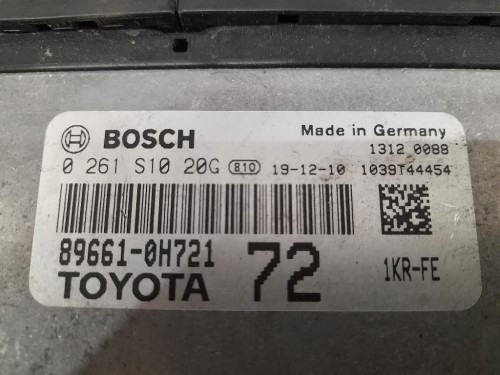 BOSCH Made in Germany
1312 0088
0 261 S10 20G 810 19-12-10 1039T44454
89661-0H721 72 1KR-FE
TOYOTA